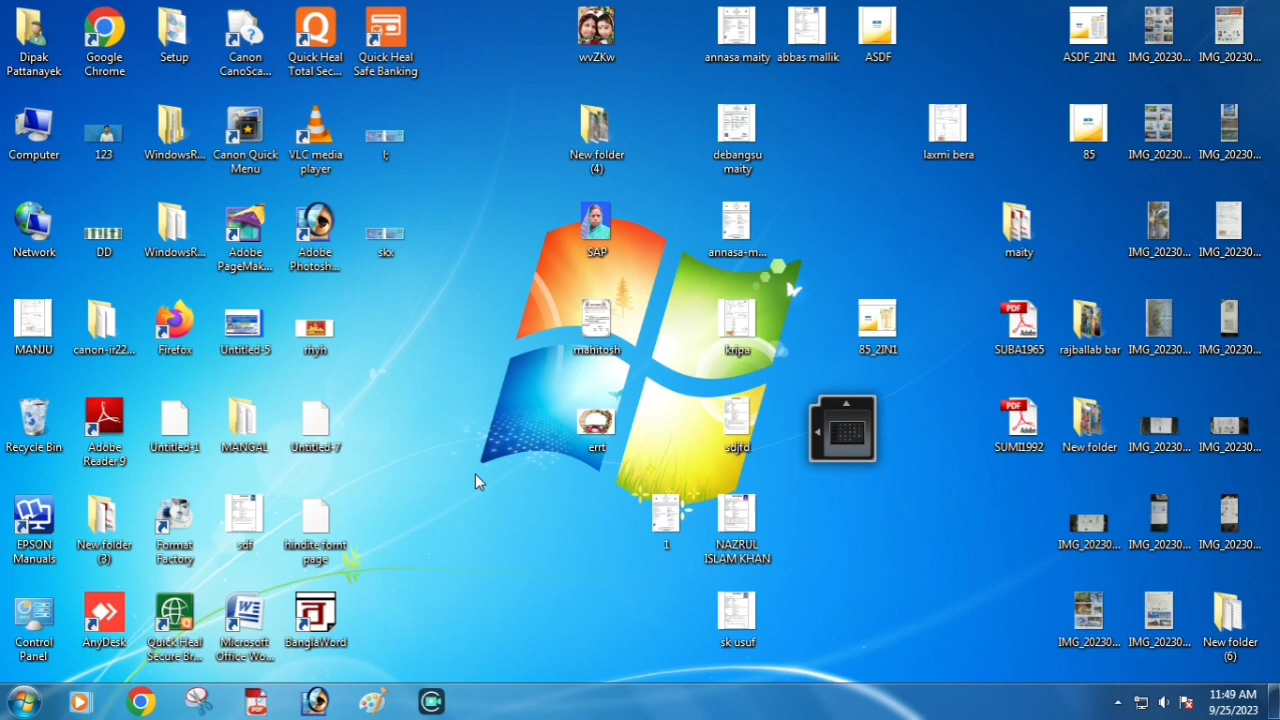 Dipak
Pattanayek
Google
Chrome
Setup
Canon
CanoSca...
Quick Heal
Total Sec...
Quick Heal
Safe Banking
wvZKw
annasa maity
abbas mallik
ASDF
ASDF_2IN1
IMG_20230...
IMG_20230...
Computer
123
WindowsR...
Canon Quick
Menu
VLC media
player
New folder
(4)
debangsu
maity
laxmi bera
85
IMG_20230...
IMG_20230...
Network
DD
WindowsR...
Adobe
PageMak...
Adobe
Photosh...
skx
SAP
annasa-m...
maity
IMG_20230...
IMG_20230...
MANJU
canon-ir22...
Firefox
Untitled-5
rhyh
mahitosh
kripa
85_2IN1
PDF
Adobe
SUBA1965
rajballab bar
IMG_20230...
IMG_20230...
Recycle Bin
Adobe
Reader 9
Untitled-1
MANGAL
Untitled-7
errt
sdjfd
PDF
Adobe
SUMI1992
New folder
IMG_20230...
IMG_20230...
EPSON
New folder
(3)
Format
Factory
sdf
hindite font
page
1
NAZRUL
ISLAM KHAN
IMG_20230...
IMG_20230...
IMG_20230...
Control
Panel
AnyDesk
Quick Heal
Secure Br...
Microsoft
Office Wo...
BanglaWord
sk usuf
IMG_20230...
IMG_20230...
New folder
(6)
11:49 AM
9/25/2023